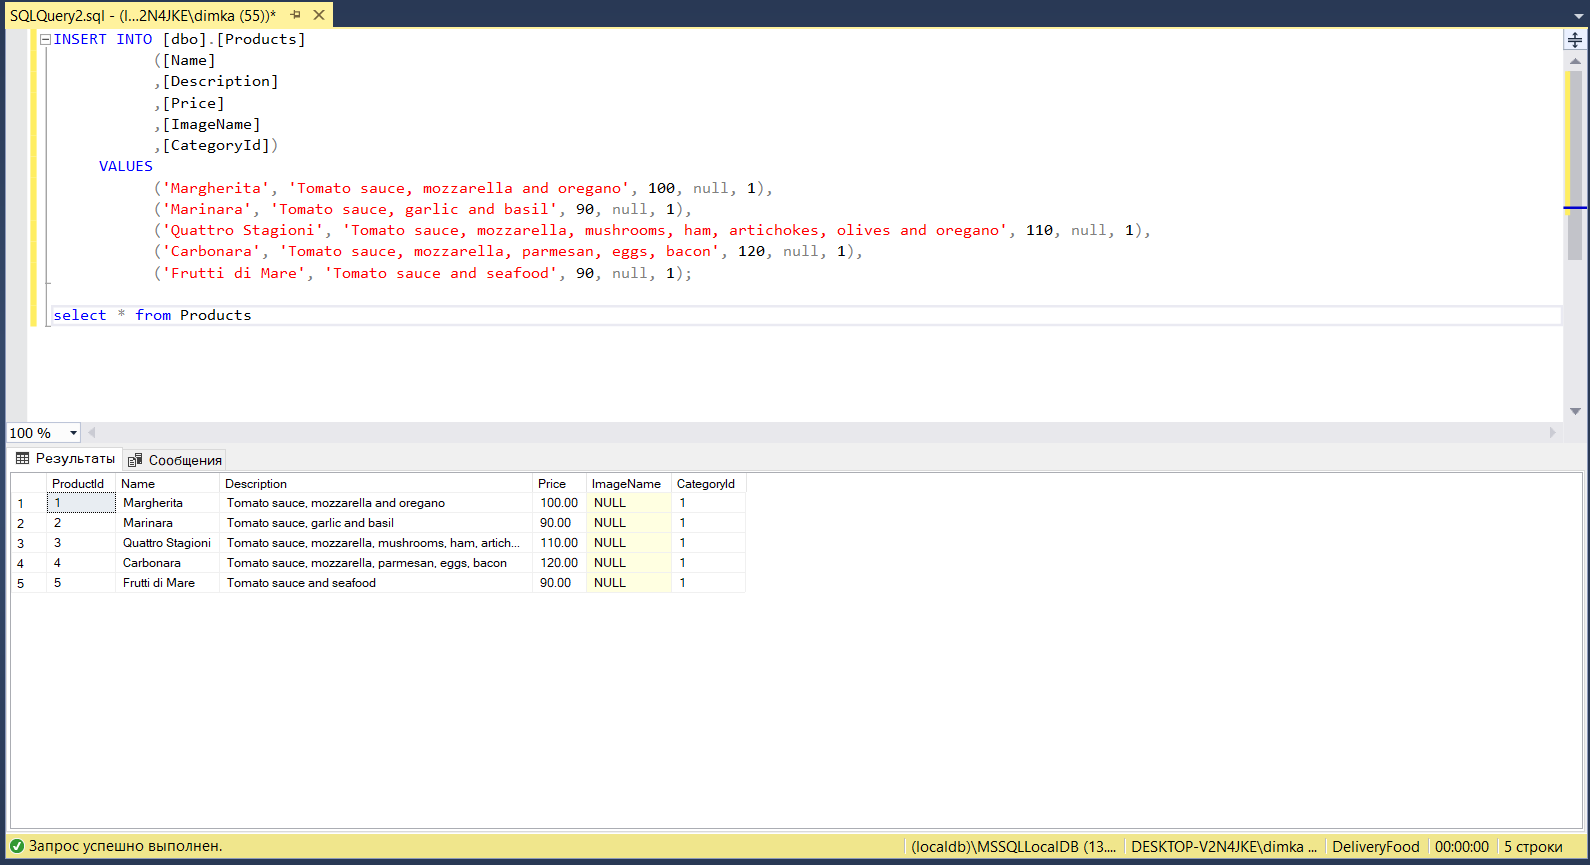 SQLQuery2.sql - (l...2N4JKE\dimka (55))*
INSERT INTO [dbo].[Products]
([Name]
,[Description]
,[Price]
,[ImageName]
,[CategoryId])
VALUES
('Margherita', 'Tomato sauce, mozzarella and oregano', 100, null, 1),
('Marinara', 'Tomato sauce, garlic and basil', 90, null, 1),
('Quattro Stagioni', 'Tomato sauce, mozzarella, mushrooms, ham, artichokes, olives and oregano', 110, null, 1),
('Carbonara', 'Tomato sauce, mozzarella, parmesan, eggs, bacon', 120, null, 1),
('Frutti di Mare', 'Tomato sauce and seafood', 90, null, 1);
select * from Products
100 %
Результаты Сообщения
ProductId Name Description Price ImageName CategoryId
1 1 Margherita Tomato sauce, mozzarella and oregano 100.00 NULL 1
2 2 Marinara Tomato sauce, garlic and basil 90.00 NULL 1
3 3 Quattro Stagioni Tomato sauce, mozzarella, mushrooms, ham, artich... 110.00 NULL 1
4 4 Carbonara Tomato sauce, mozzarella, parmesan, eggs, bacon 120.00 NULL 1
5 5 Frutti di Mare Tomato sauce and seafood 90.00 NULL 1
Запрос успешно выполнен. (localdb)\MSSQLLocalDB (13.... DESKTOP-V2N4JKE\dimka ... DeliveryFood 00:00:00 5 строки